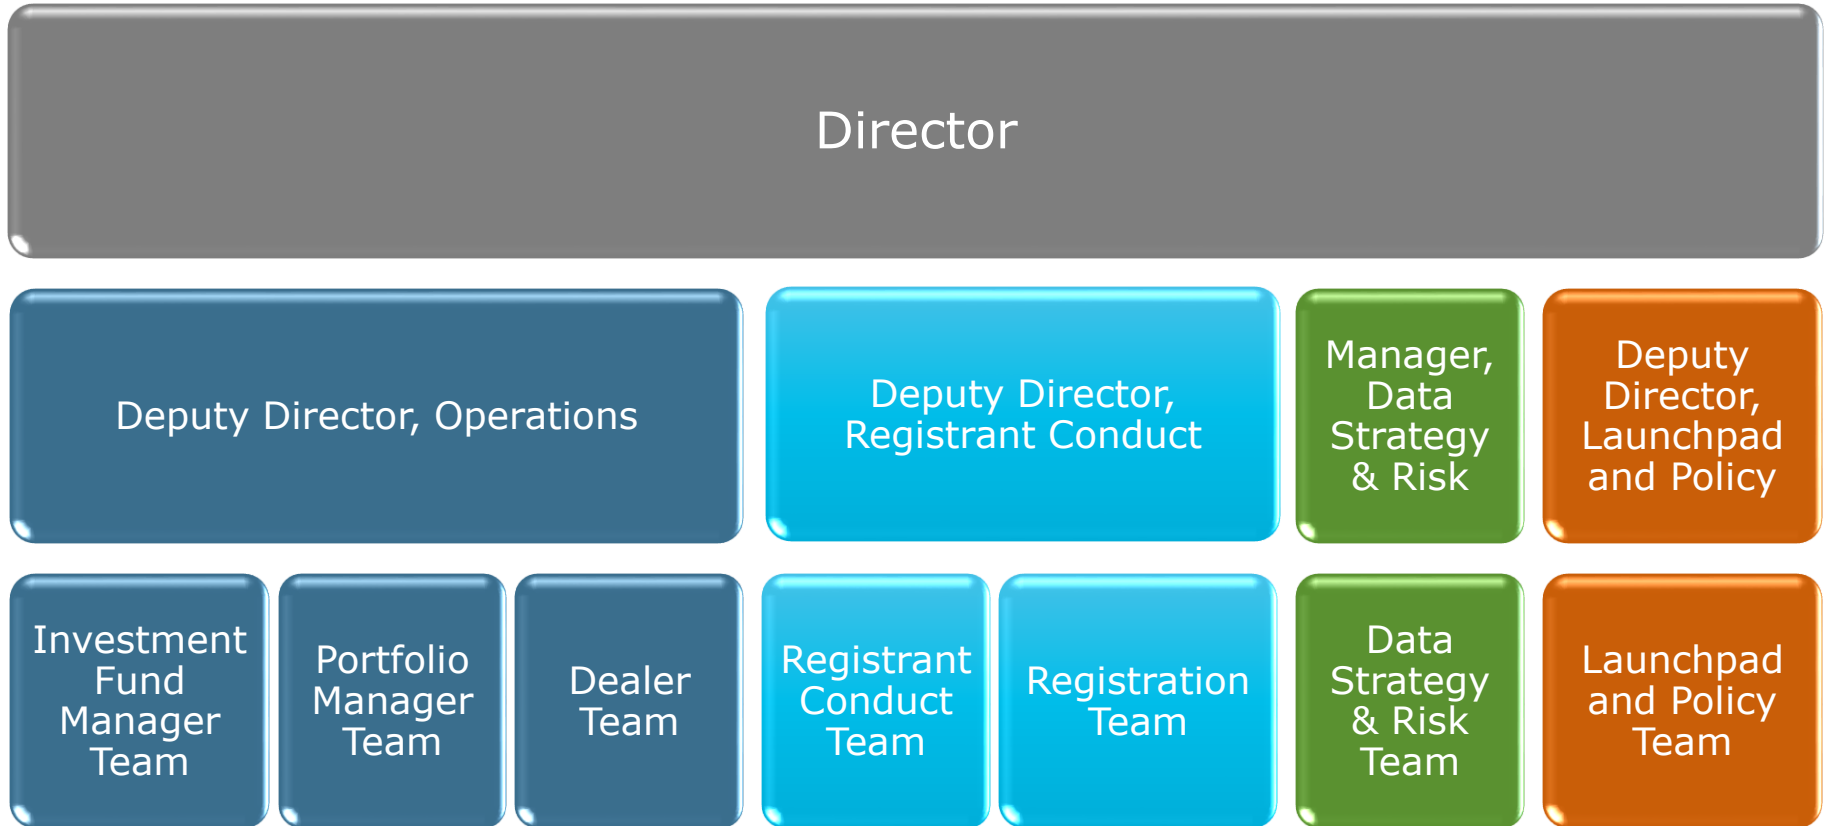 Director
Deputy Director, Operations
Deputy Director,
Registrant Conduct
Manager,
Data
Strategy
& Risk
Deputy
Director,
Launchpad
and Policy
Investment
Fund
Manager
Team
Portfolio
Manager
Team
Dealer
Team
Registrant
Conduct
Team
Registration
Team
Data
Strategy
& Risk
Team
Launchpad
and Policy
Team